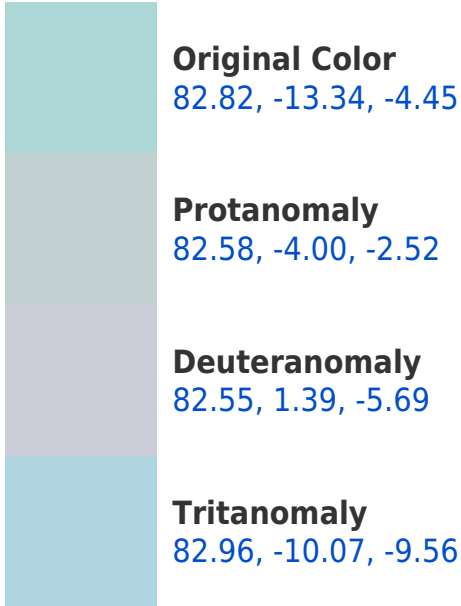 Original Color
82.82, -13.34, -4.45
Protanomaly
82.58, -4.00, -2.52
Deuteranomaly
82.55, 1.39, -5.69
Tritanomaly
82.96, -10.07, -9.56